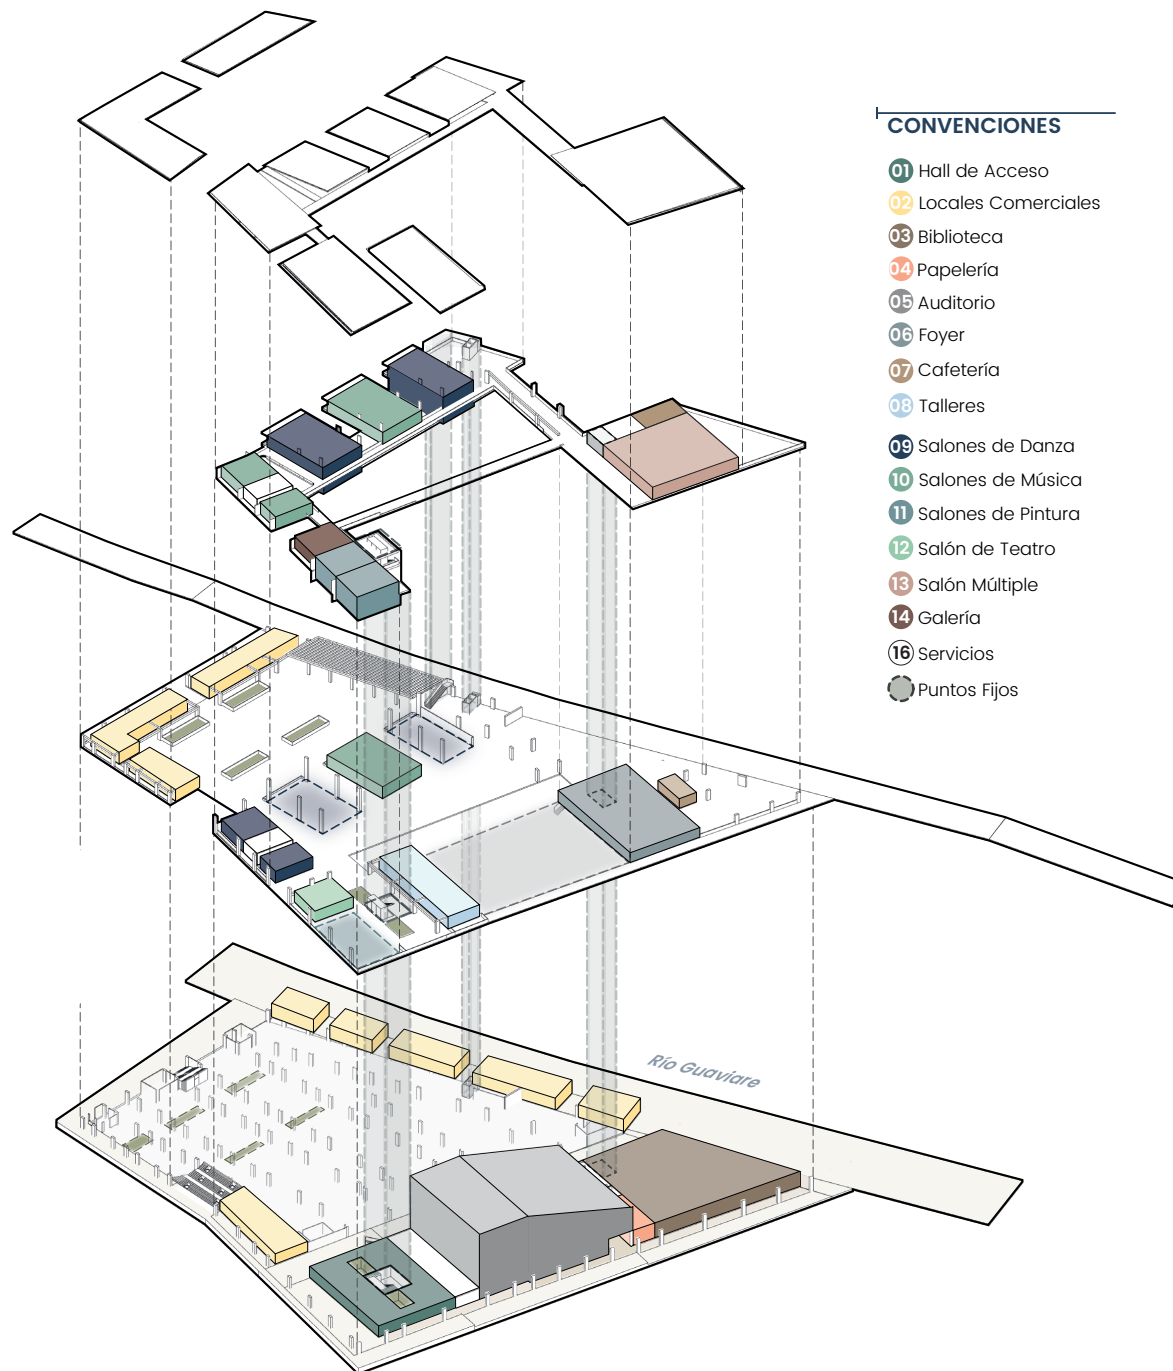 CONVENCIONES
01 Hall de Acceso
02 Locales Comerciales
03 Biblioteca
04 Papelería
05 Auditorio
06 Foyer
07 Cafetería
08 Talleres
09 Salones de Danza
10 Salones de Música
11 Salones de Pintura
12 Salón de Teatro
13 Salón Múltiple
14 Galería
16 Servicios
Puntos Fijos
Río Guaviare